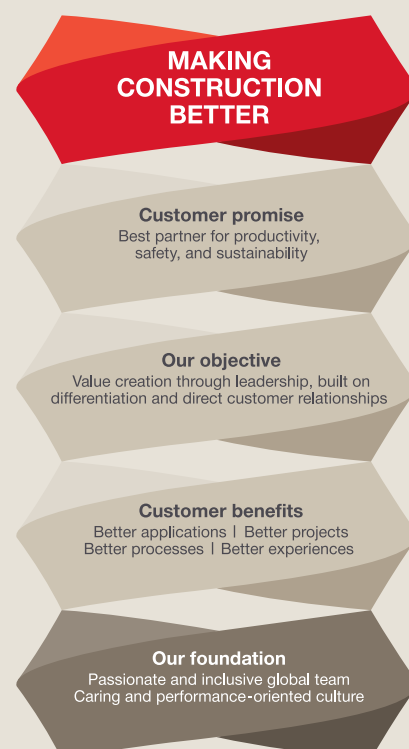 MAKING
CONSTRUCTION
BETTER
Customer promise
Best partner for productivity,
safety, and sustainability
Our objective
Value creation through leadership, built on
differentiation and direct customer relationships
Customer benefits
Better applications | Better projects
Better processes | Better experiences
Our foundation
Passionate and inclusive global team
Caring and performance-oriented culture